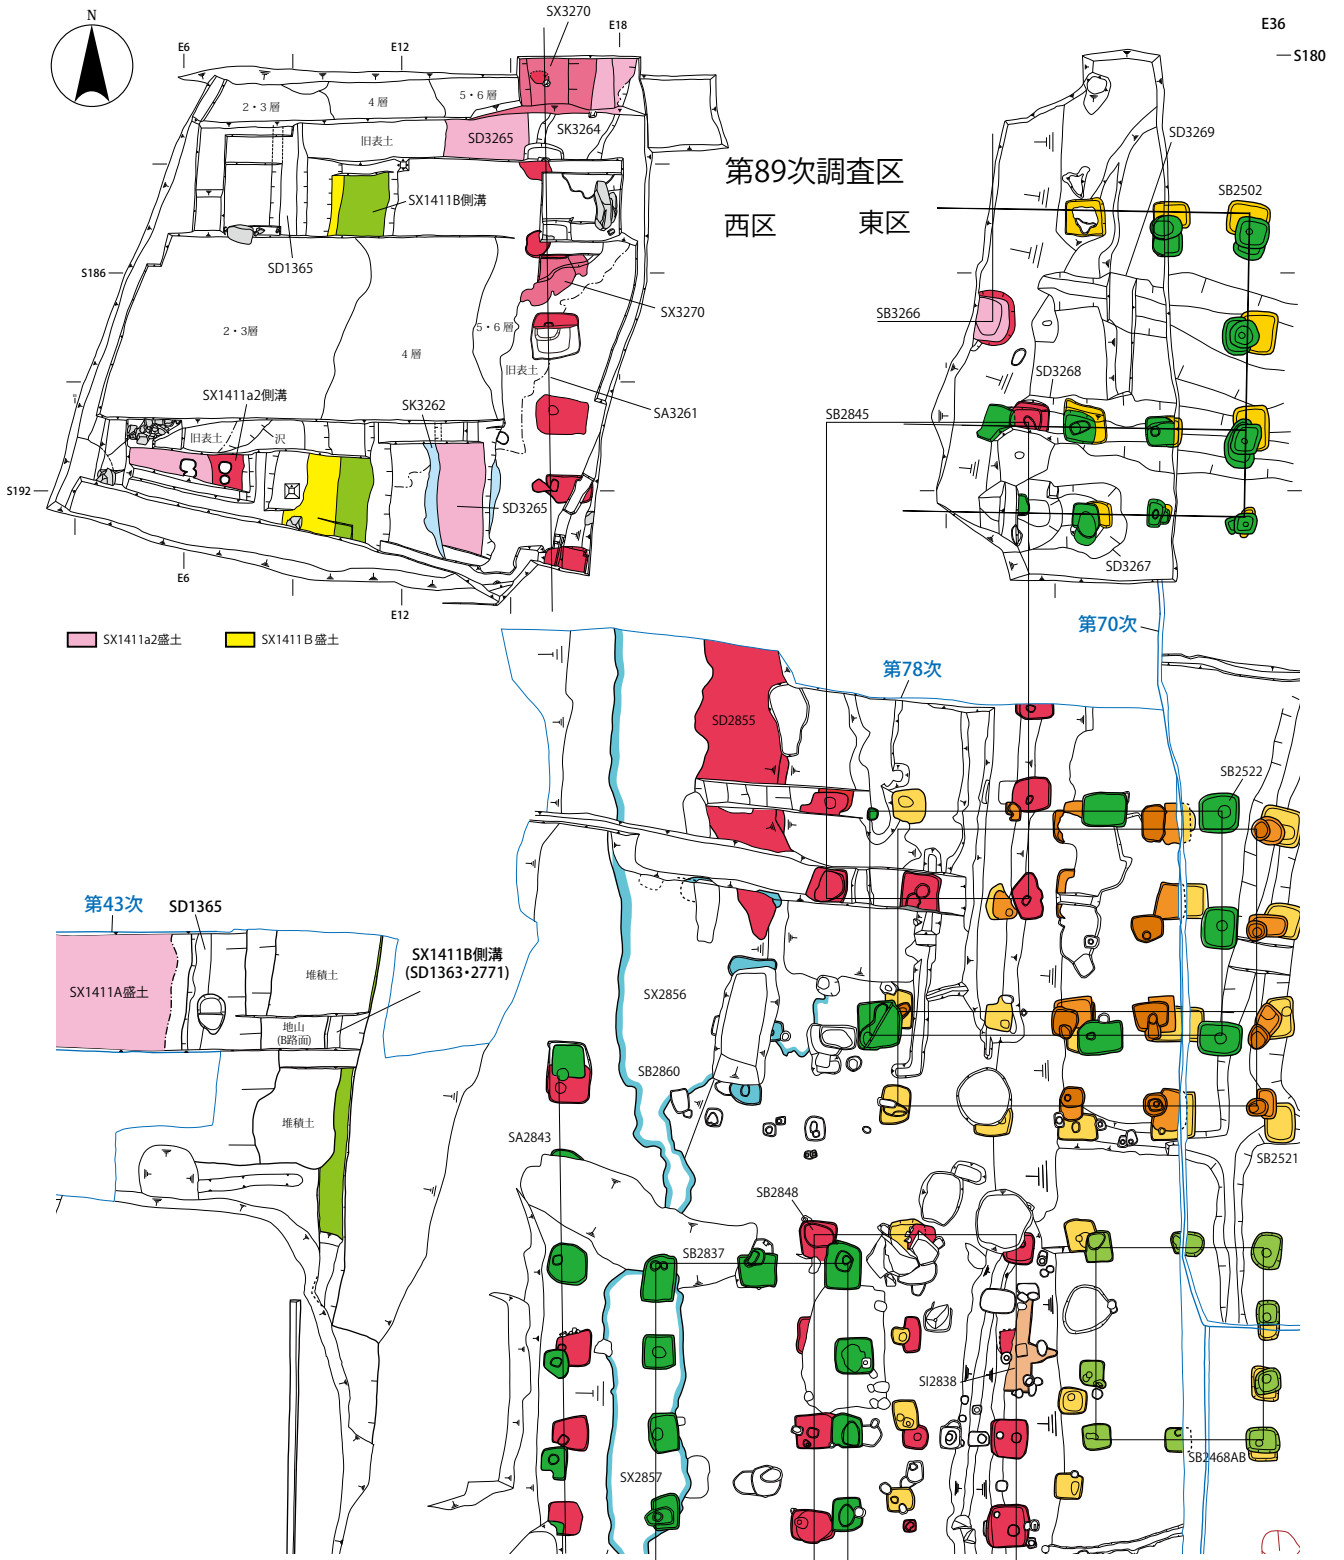 N
SX3270
E18
E36
S180
E6
E12
2・3層
4層
5・6層
旧表土
SD3265
SK3264
SD3269
第89次調査区
西区
東区
SB2502
SX1411B側溝
SD1365
S186
SX3270
SB3266
2・3層
5・6層
4層
旧表土
SD3268
SX1411a2側溝
SK3262
SA3261
SB2845
旧表土
沢
S192
SD3265
SD3267
E6
E12
SX1411a2盛土
SX1411B盛土
第70次
第78次
SD2855
SB2522
第43次
SD1365
SX1411B側溝
(SD1363・2771)
SX1411A盛土
堆積土
SX2856
地山
(B路面)
SB2860
堆積土
SA2843
SB2521
SB2848
SB2837
SI2838
SB2468AB
SX2857